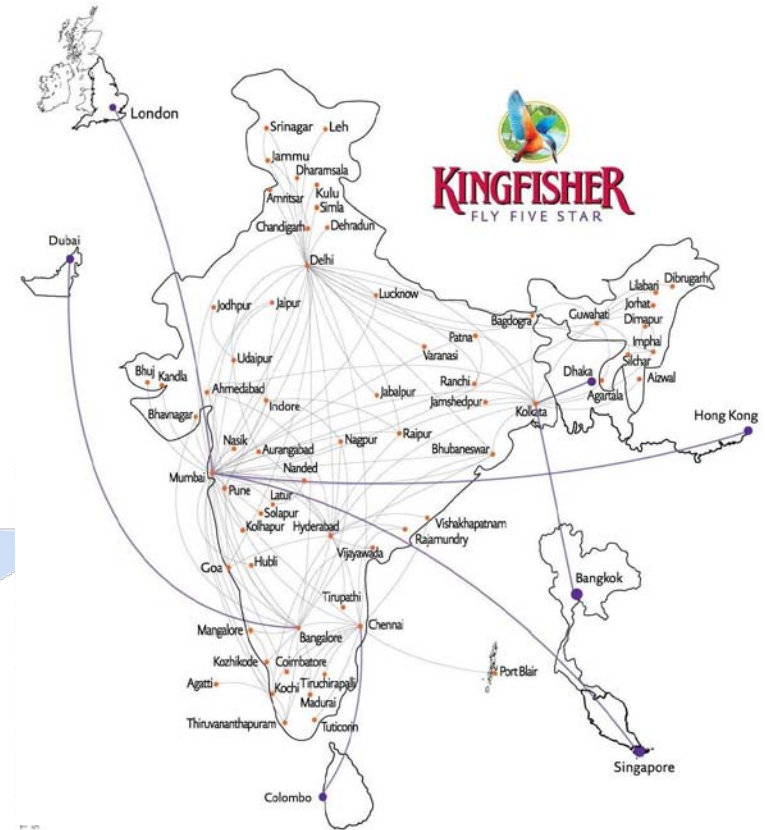 London
Srinagar
Leh
Jammu
Dharamsala
Kulu
Amritsar
Simla
KINGFISHER
FLY FIVE STAR
Chandigarh
Dehradun
Dubai
Delhi
Lucknow
Lilabari
Dibrugarh
Jodhpur
Jaipur
Jorhat
Guwahati
Bagdogra
Dimapur
Patna
Imphal
Varanasi
Udaipur
Silchar
Bhuj
Kandla
Ranchi
Dhaka
Aizwal
Ahmedabad
Jabalpur
Agartala
Indore
Jamshedpur
Kolkata
Bhavnagar
Hong Kong
Nasik
Aurangabad
Nagpur
Raipur
Bhubaneswar
Nanded
Mumbai
Pune
Latur
Solapur
Kolhapur
Hyderabad
Vishakhapatnam
Rajamundry
Vijayawada
Goa
Hubli
Bangkok
Tirupathi
Mangalore
Bangalore
Chennai
Kozhikode
Coimbatore
Port Blair
Agatti
Kochi
Tiruchirapalli
Madurai
Thiruvananthapuram
Tuticorin
Singapore
Colombo